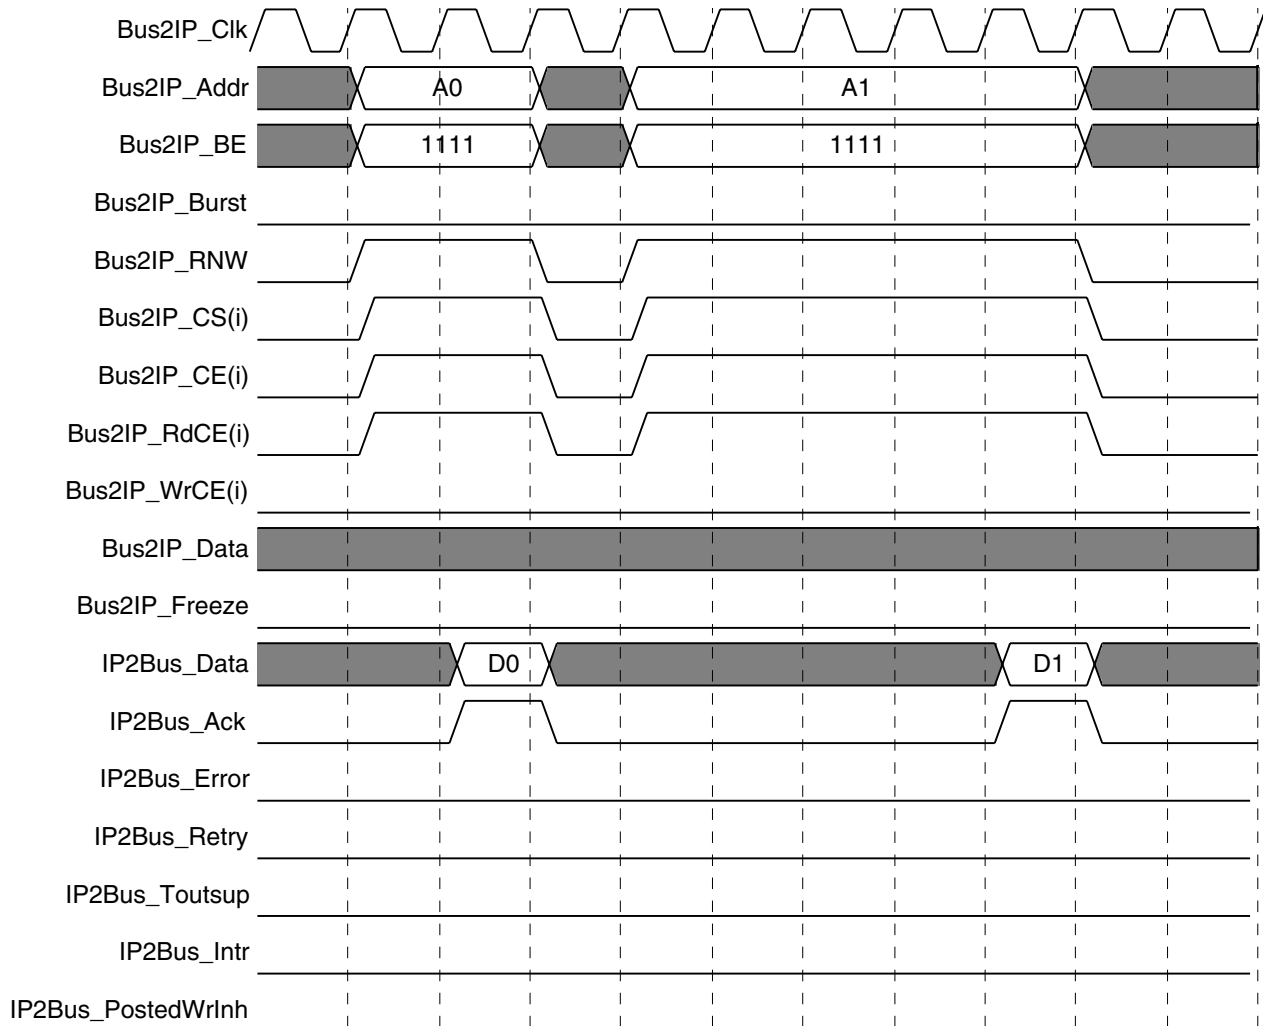 Bus2IP_Clk
Bus2IP_Addr A0 A1
Bus2IP_BE 1111 1111
Bus2IP_Burst
Bus2IP_RNW
Bus2IP_CS(i)
Bus2IP_CE(i)
Bus2IP_RdCE(i)
Bus2IP_WrCE(i)
Bus2IP_Data
Bus2IP_Freeze
IP2Bus_Data D0 D1
IP2Bus_Ack
IP2Bus_Error
IP2Bus_Retry
IP2Bus_Toutsup
IP2Bus_Intr
IP2Bus_PostedWrInh